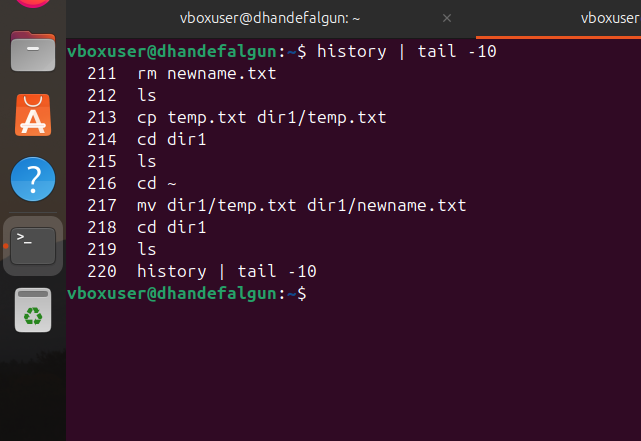 vboxuser@dhandefalgun: ~ × vboxuser
vboxuser@dhandefalgun:~$ history | tail -10
211 rm newname.txt
212 ls
213 cp temp.txt dir1/temp.txt
214 cd dir1
215 ls
216 cd ~
217 mv dir1/temp.txt dir1/newname.txt
218 cd dir1
219 ls
220 history | tail -10
vboxuser@dhandefalgun:~$